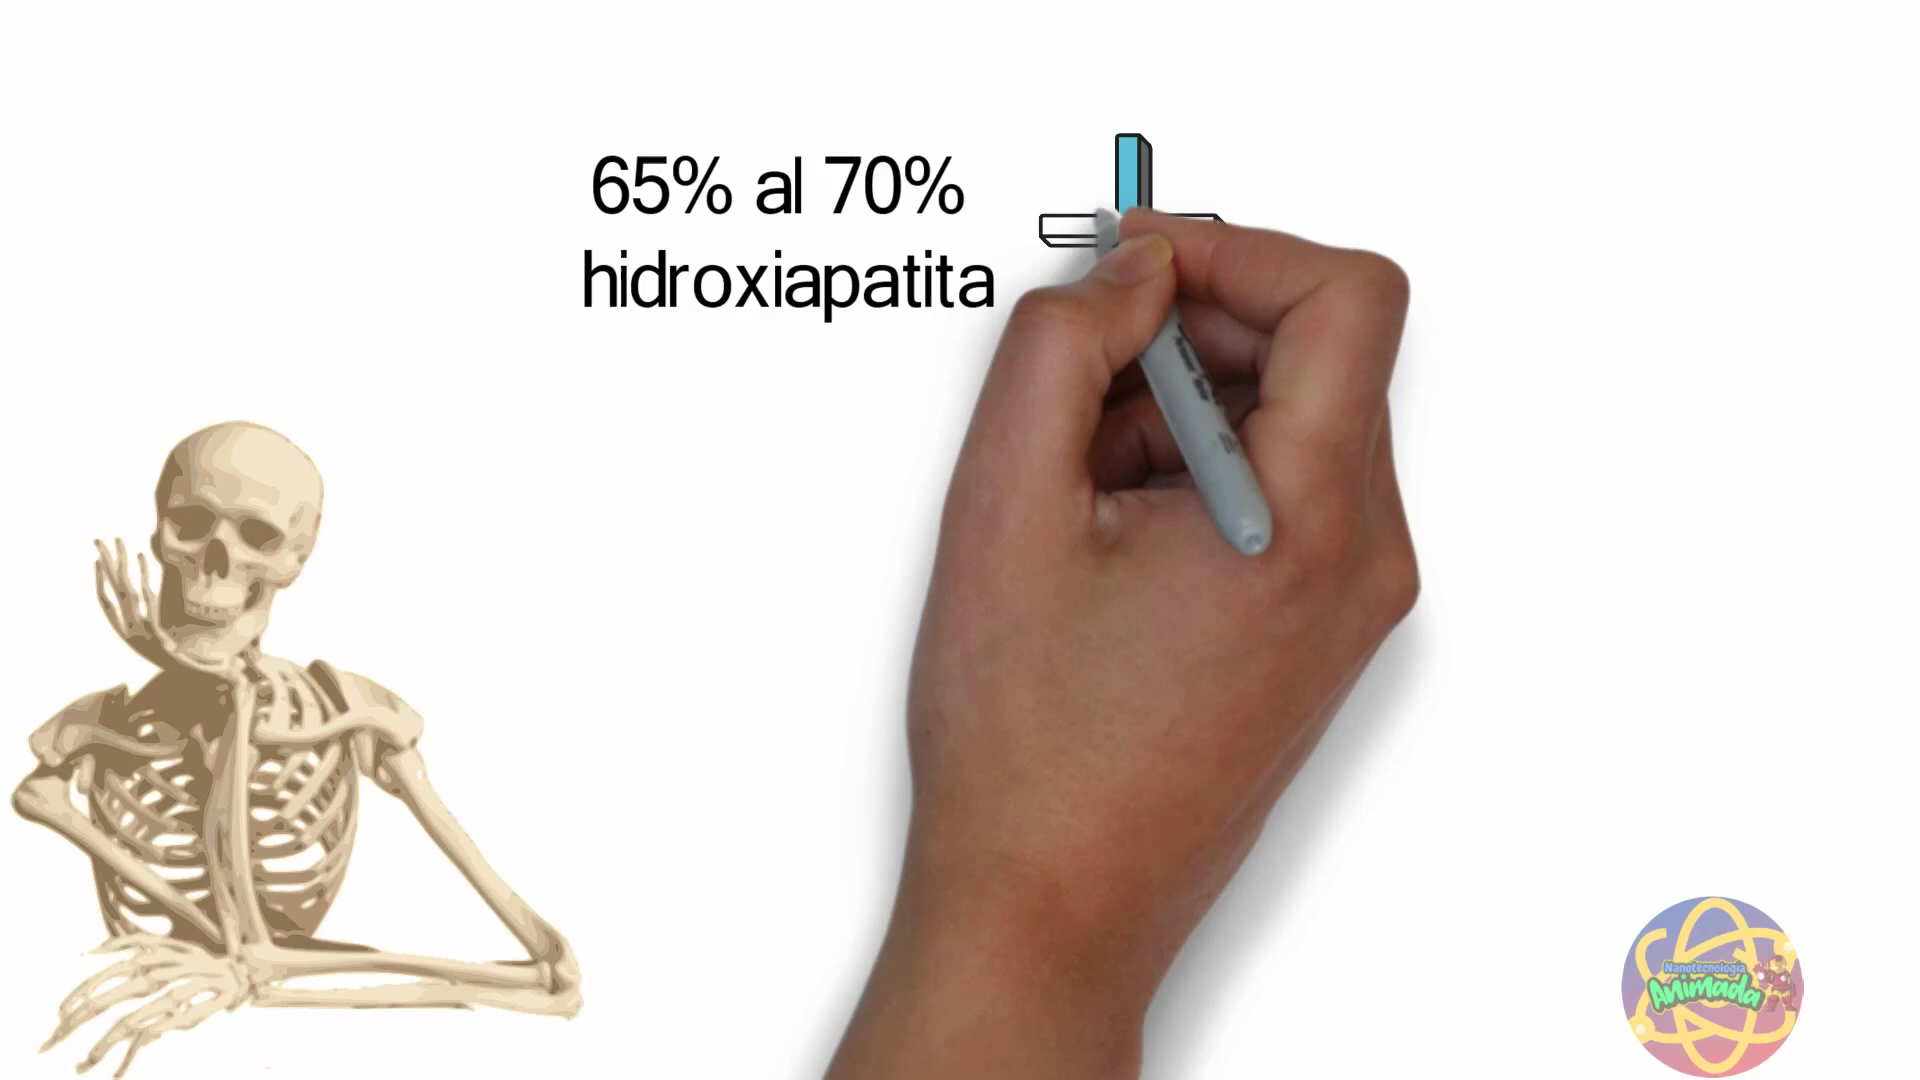 65% al 70%
hidroxiapatita
Nanotecnología
Animada